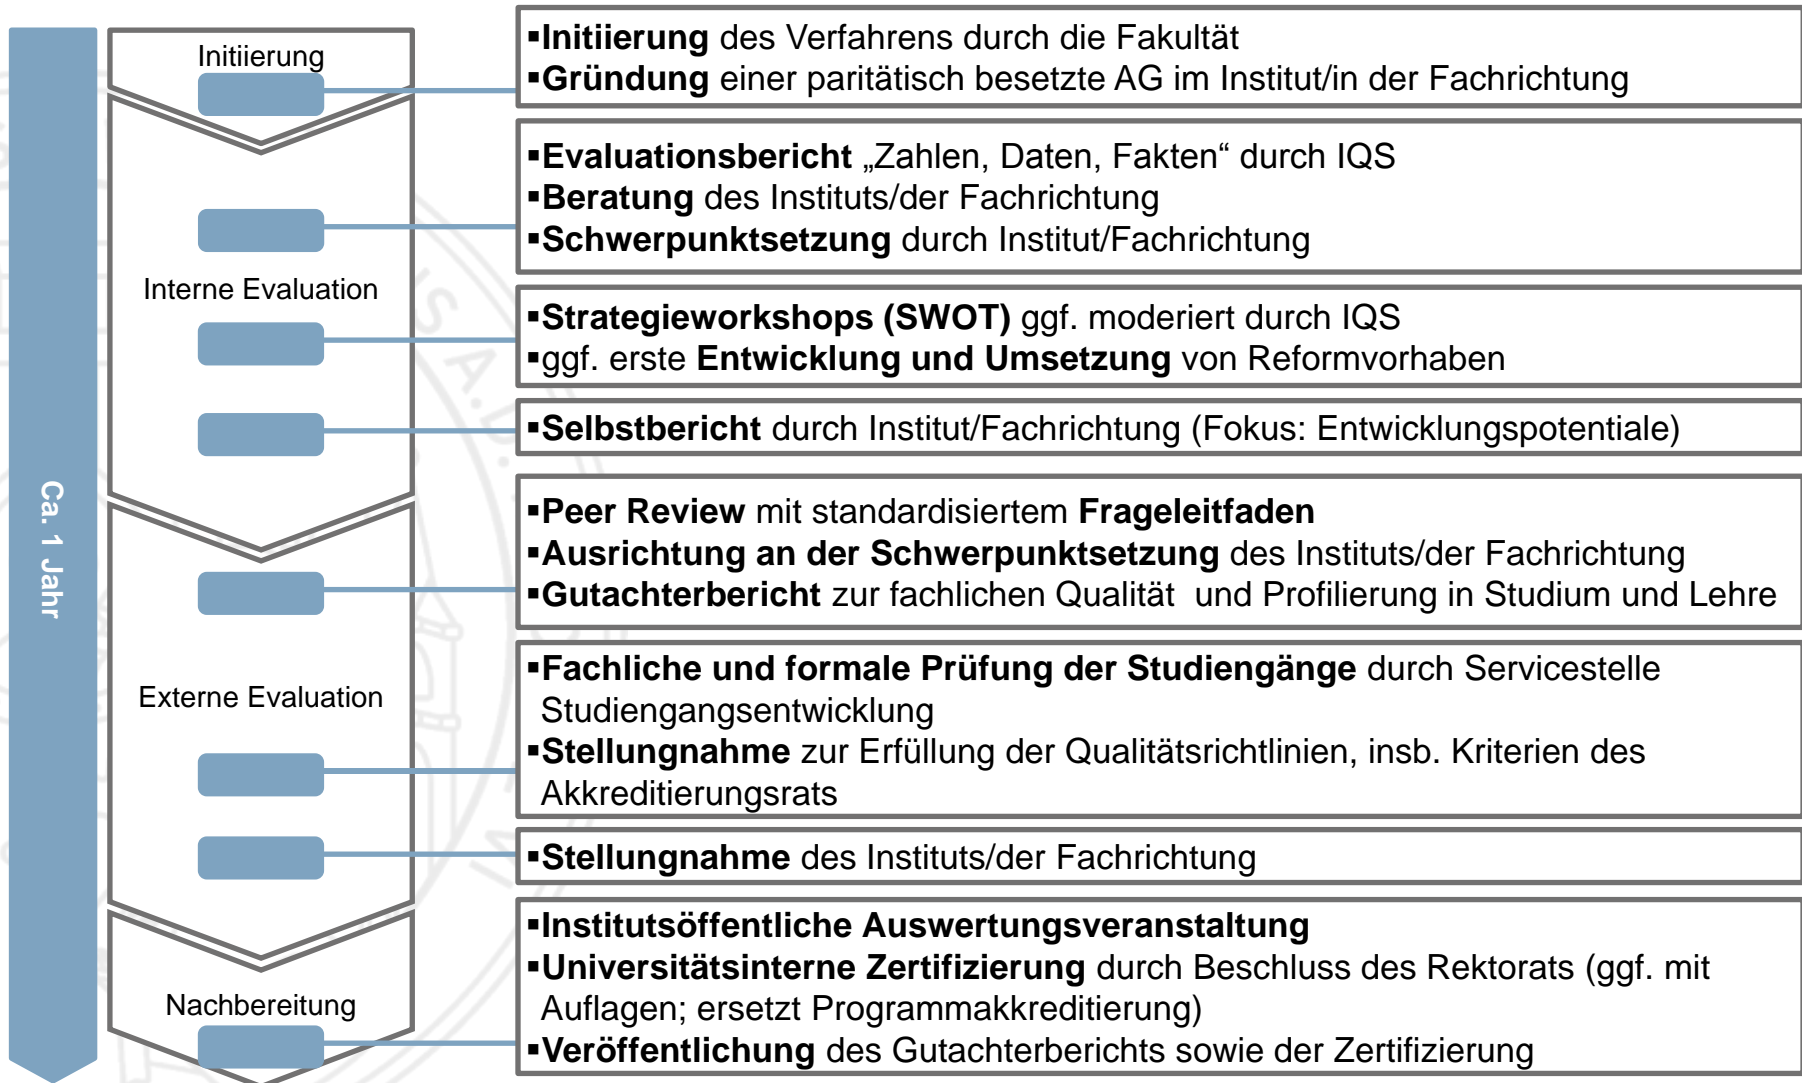 Ca. 1 Jahr
Initiierung
▪Initiierung des Verfahrens durch die Fakultät
▪Gründung einer paritätisch besetzte AG im Institut/in der Fachrichtung
Interne Evaluation
▪Evaluationsbericht „Zahlen, Daten, Fakten“ durch IQS
▪Beratung des Instituts/der Fachrichtung
▪Schwerpunktsetzung durch Institut/Fachrichtung
▪Strategieworkshops (SWOT) ggf. moderiert durch IQS
▪ggf. erste Entwicklung und Umsetzung von Reformvorhaben
▪Selbstbericht durch Institut/Fachrichtung (Fokus: Entwicklungspotentiale)
Externe Evaluation
▪Peer Review mit standardisiertem Frageleitfaden
▪Ausrichtung an der Schwerpunktsetzung des Instituts/der Fachrichtung
▪Gutachterbericht zur fachlichen Qualität und Profilierung in Studium und Lehre
▪Fachliche und formale Prüfung der Studiengänge durch Servicestelle
Studiengangsentwicklung
▪Stellungnahme zur Erfüllung der Qualitätsrichtlinien, insb. Kriterien des
Akkreditierungsrats
▪Stellungnahme des Instituts/der Fachrichtung
Nachbereitung
▪Institutsöffentliche Auswertungsveranstaltung
▪Universitätsinterne Zertifizierung durch Beschluss des Rektorats (ggf. mit
Auflagen; ersetzt Programmakkreditierung)
▪Veröffentlichung des Gutachterberichts sowie der Zertifizierung